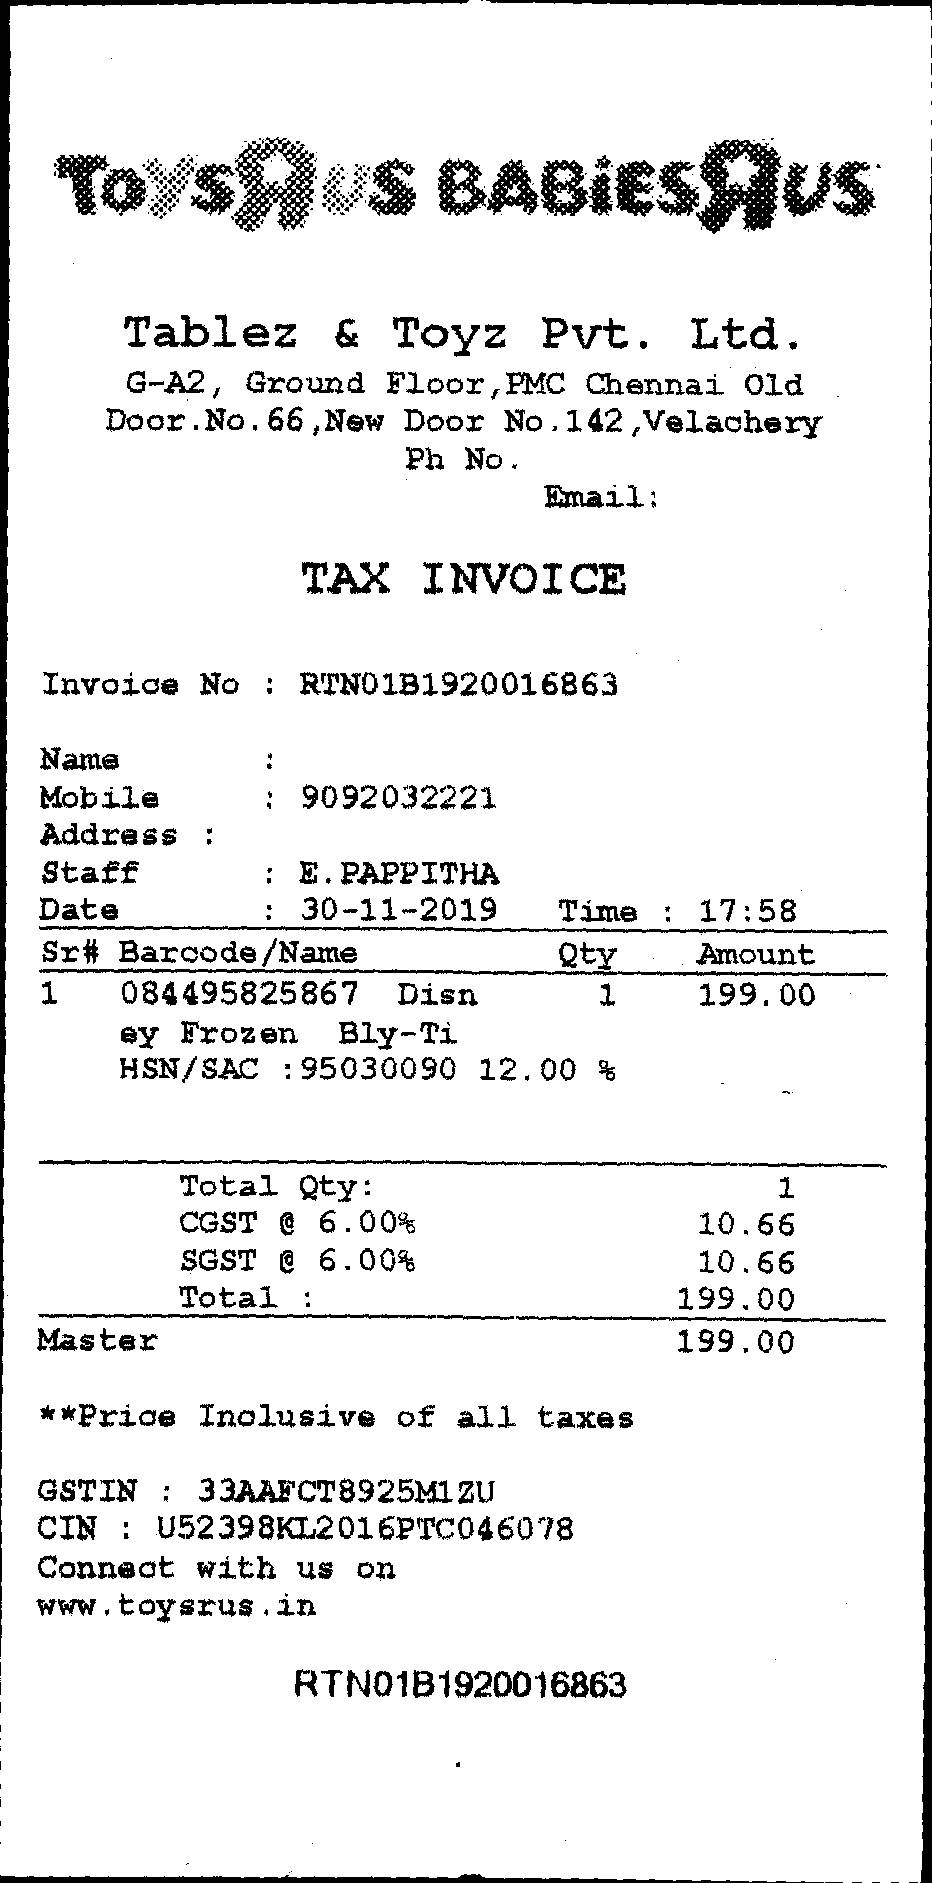 TOYSRUS BABIESRUS
Tablez & Toyz Pvt. Ltd.
G-A2, Ground Floor,PMC Chennai Old
Door.No.66,New Door No.142,Velachery
Ph No.
Email:
TAX INVOICE
Invoice No : RTN01B1920016863
Name :
Mobile : 9092032221
Address :
Staff : E.PAPPITHA
Date : 30-11-2019 Time : 17:58
Sr# Barcode/Name Qty Amount
1 084495825867 Disn 1 199.00
ey Frozen Bly-Ti
HSN/SAC :95030090 12.00 %
Total Qty: 1
CGST @ 6.00% 10.66
SGST @ 6.00% 10.66
Total : 199.00
Master 199.00
**Price Inclusive of all taxes
GSTIN : 33AAFCT8925M1ZU
CIN : U52398KL2016PTC046078
Connect with us on
www.toysrus.in
RTN01B1920016863